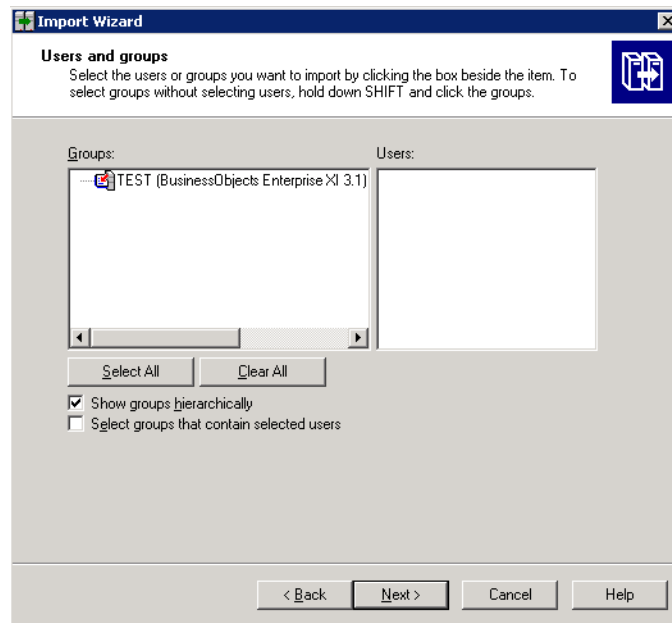 Import Wizard
Users and groups
Select the users or groups you want to import by clicking the box beside the item. To
select groups without selecting users, hold down SHIFT and click the groups.
Groups:
Users:
TEST (BusinessObjects Enterprise XI 3.1)
Select All
Clear All
Show groups hierarchically
Select groups that contain selected users
< Back
Next >
Cancel
Help